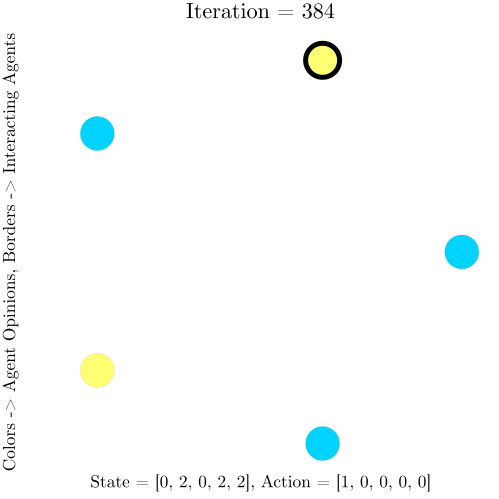 Iteration = 384
Colors -> Agent Opinions, Borders -> Interacting Agents
State = [0, 2, 0, 2, 2], Action = [1, 0, 0, 0, 0]